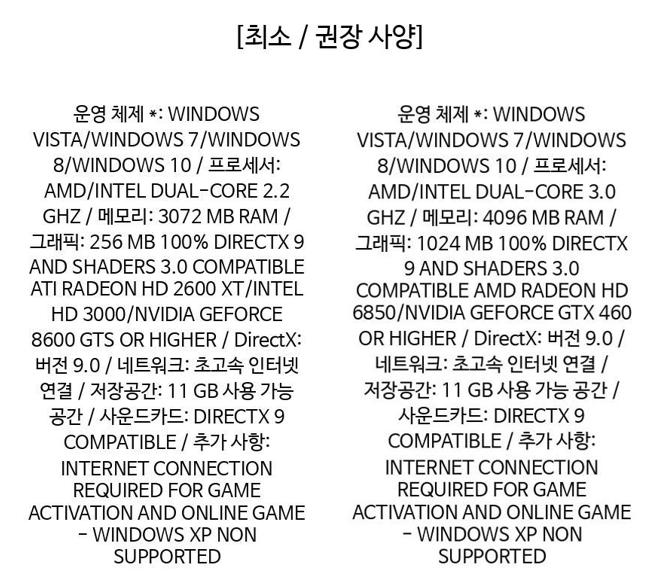 [최소 / 권장 사양]
운영 체제 *: WINDOWS
VISTA/WINDOWS 7/WINDOWS
8/WINDOWS 10 / 프로세서:
AMD/INTEL DUAL-CORE 2.2
GHZ / 메모리: 3072 MB RAM /
그래픽: 256 MB 100% DIRECTX 9
AND SHADERS 3.0 COMPATIBLE
ATI RADEON HD 2600 XT/INTEL
HD 3000/NVIDIA GEFORCE
8600 GTS OR HIGHER / DirectX:
버전 9.0 / 네트워크: 초고속 인터넷
연결 / 저장공간: 11 GB 사용 가능
공간 / 사운드카드: DIRECTX 9
COMPATIBLE / 추가 사항:
INTERNET CONNECTION
REQUIRED FOR GAME
ACTIVATION AND ONLINE GAME
- WINDOWS XP NON
SUPPORTED
운영 체제 *: WINDOWS
VISTA/WINDOWS 7/WINDOWS
8/WINDOWS 10 / 프로세서:
AMD/INTEL DUAL-CORE 3.0
GHZ / 메모리: 4096 MB RAM /
그래픽: 1024 MB 100% DIRECTX
9 AND SHADERS 3.0
COMPATIBLE AMD RADEON HD
6850/NVIDIA GEFORCE GTX 460
OR HIGHER / DirectX: 버전 9.0 /
네트워크: 초고속 인터넷 연결 /
저장공간: 11 GB 사용 가능 공간 /
사운드카드: DIRECTX 9
COMPATIBLE / 추가 사항:
INTERNET CONNECTION
REQUIRED FOR GAME
ACTIVATION AND ONLINE GAME
- WINDOWS XP NON
SUPPORTED